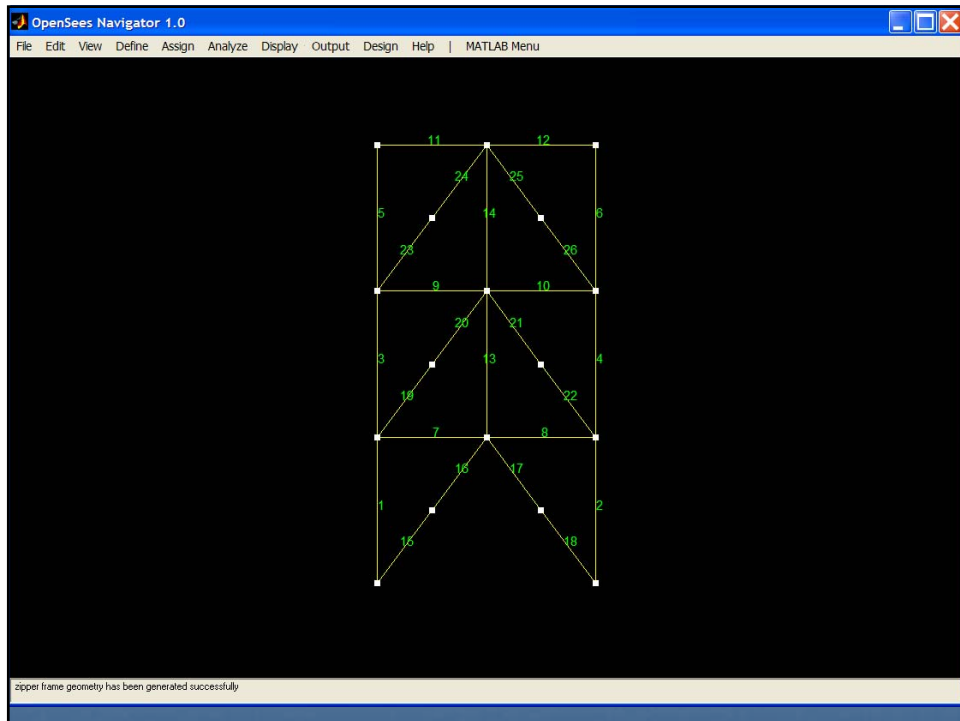 OpenSees Navigator 1.0
File Edit View Define Assign Analyze Display Output Design Help | MATLAB Menu
11 12
24 25
5 14 6
23 26
9 10
20 21
3 13 4
19 22
7 8
16 17
1 2
15 18
zipper frame geometry has been generated successfully